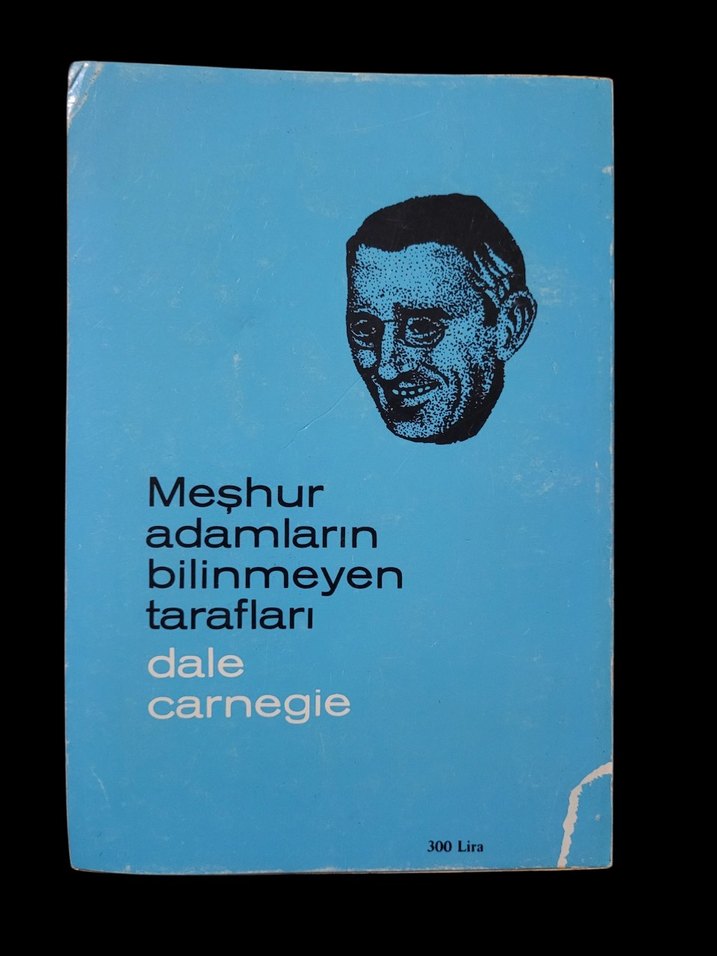 Meşhur
adamların
bilinmeyen
tarafları
dale
carnegie
300 Lira